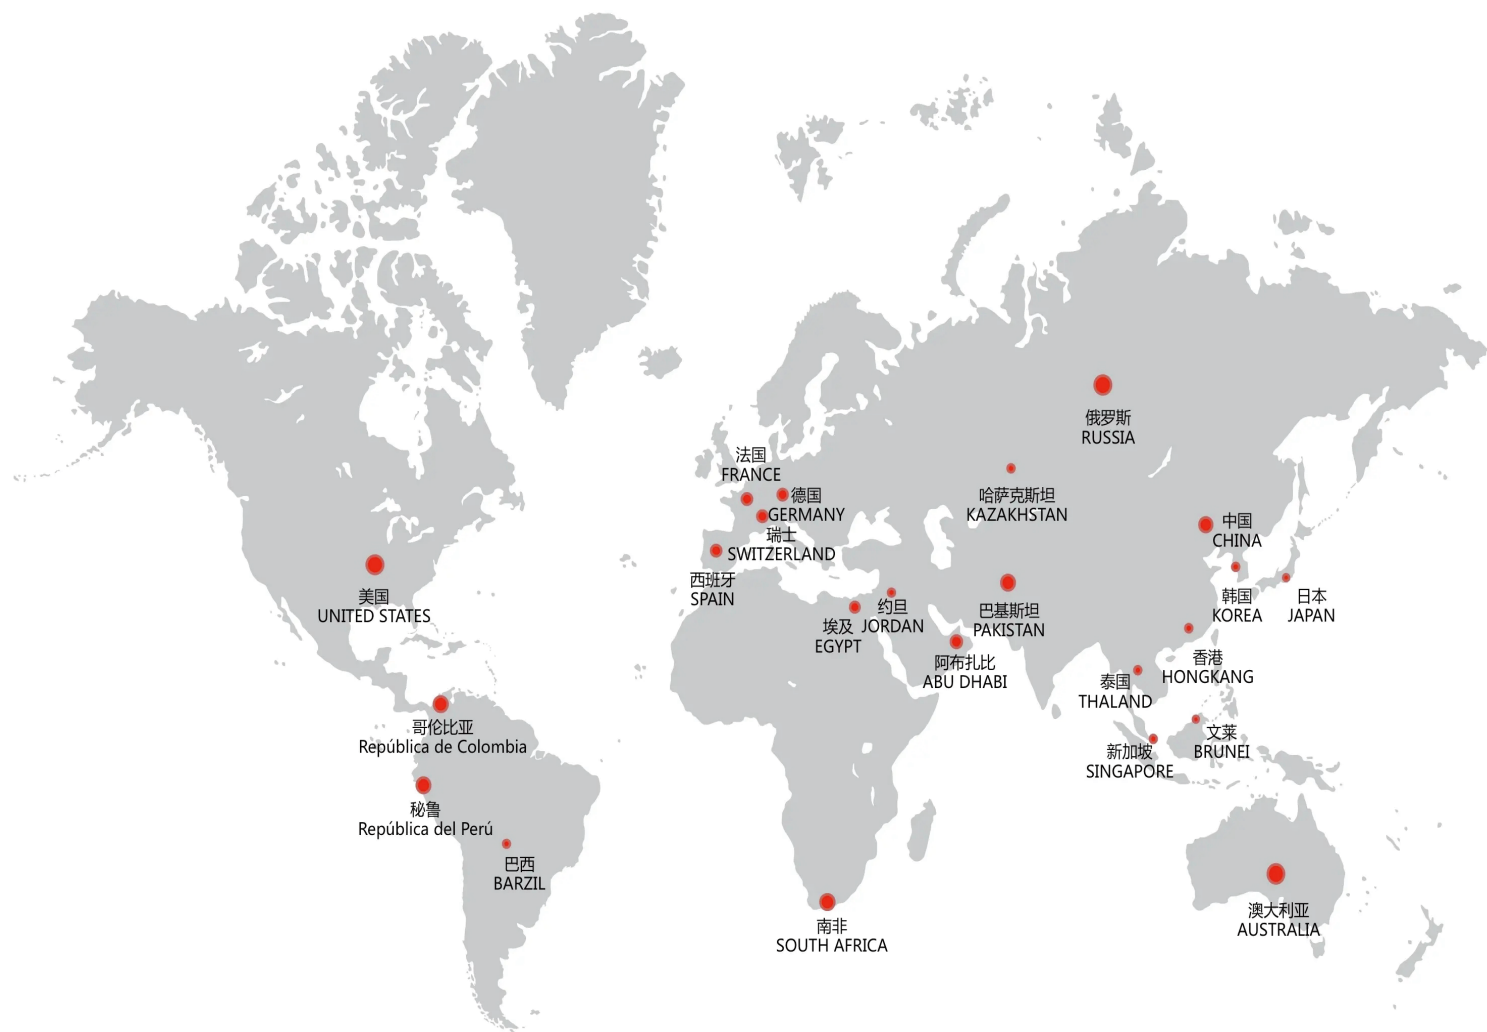 俄罗斯
RUSSIA
法国
FRANCE
德国
GERMANY
瑞士
SWITZERLAND
西班牙
SPAIN
哈萨克斯坦
KAZAKHSTAN
中国
CHINA
韩国
KOREA
日本
JAPAN
美国
UNITED STATES
埃及
EGYPT
约旦
JORDAN
巴基斯坦
PAKISTAN
阿布扎比
ABU DHABI
香港
HONGKANG
泰国
THALAND
文莱
BRUNEI
新加坡
SINGAPORE
哥伦比亚
República de Colombia
秘鲁
República del Perú
巴西
BARZIL
南非
SOUTH AFRICA
澳大利亚
AUSTRALIA